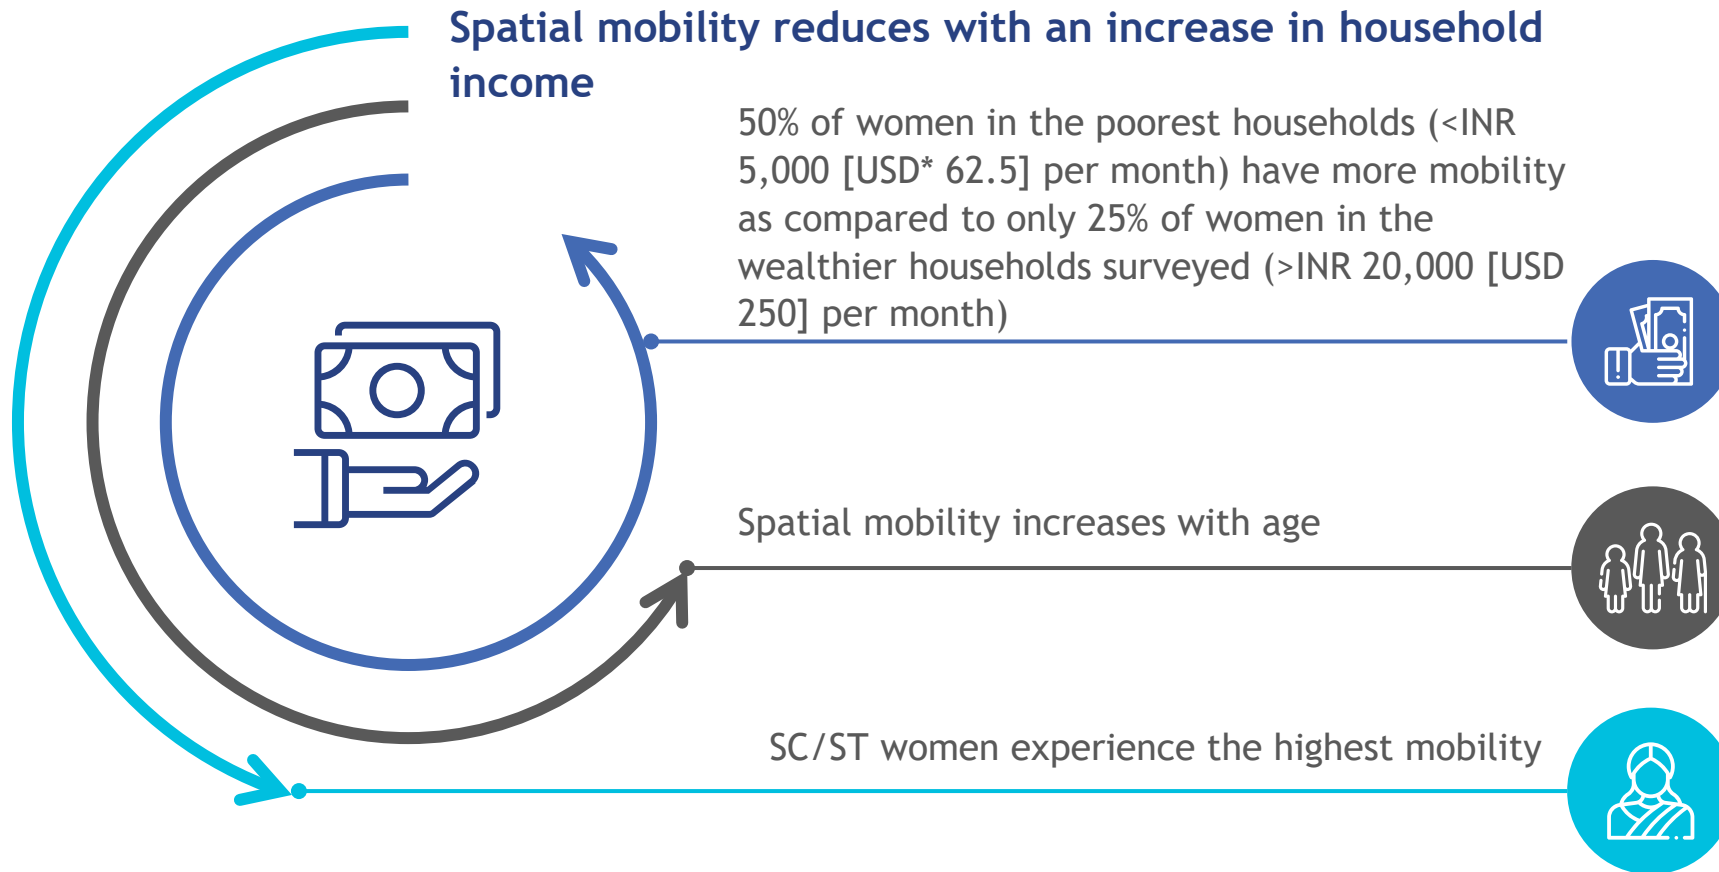 Spatial mobility reduces with an increase in household
income
50% of women in the poorest households (<INR
5,000 [USD* 62.5] per month) have more mobility
as compared to only 25% of women in the
wealthier households surveyed (>INR 20,000 [USD
250] per month)
Spatial mobility increases with age
SC/ST women experience the highest mobility